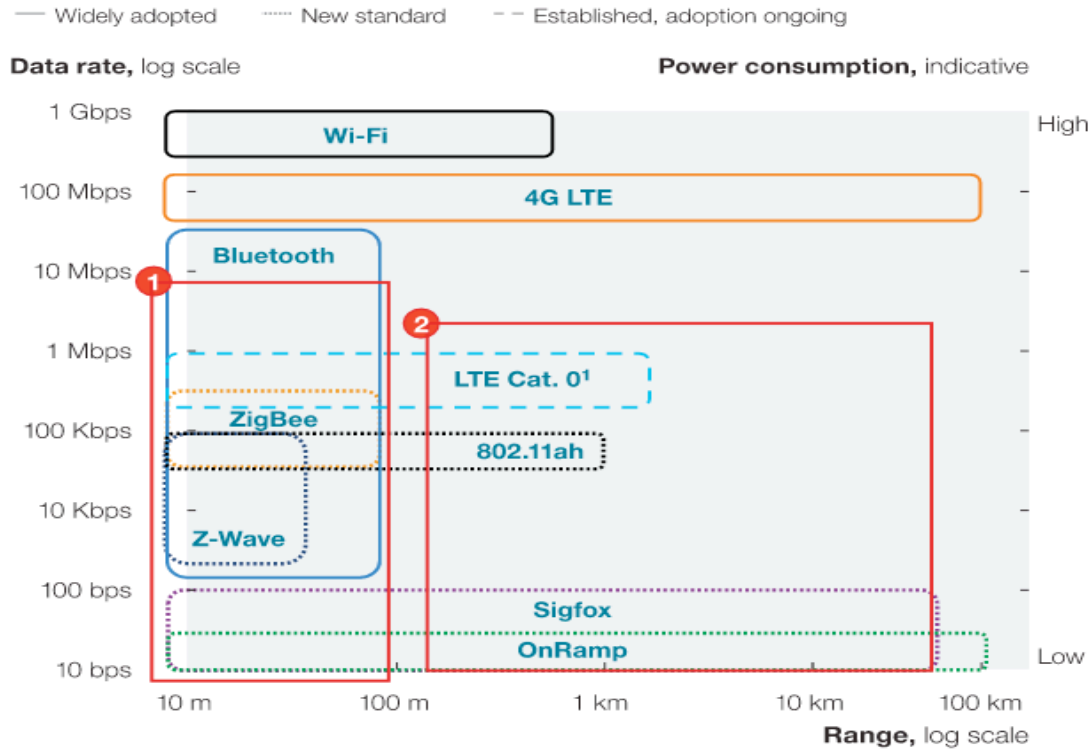 Widely adopted New standard Established, adoption ongoing
Data rate, log scale Power consumption, indicative
1 Gbps High
Wi-Fi
100 Mbps
4G LTE
Bluetooth
10 Mbps
1
2
1 Mbps
LTE Cat. 0¹
ZigBee
100 Kbps
802.11ah
10 Kbps
Z-Wave
100 bps
Sigfox
OnRamp
10 bps Low
10 m 100 m 1 km 10 km 100 km
Range, log scale